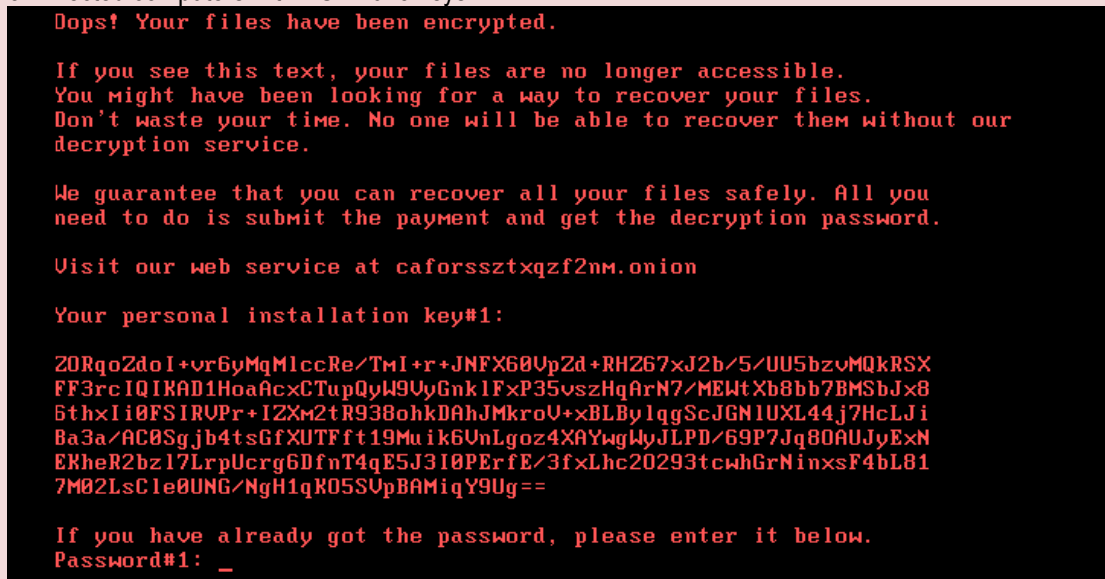 Oops! Your files have been encrypted.
If you see this text, your files are no longer accessible.
You might have been looking for a way to recover your files.
Don't waste your time. No one will be able to recover them without our
decryption service.
We guarantee that you can recover all your files safely. All you
need to do is submit the payment and get the decryption password.
Visit our web service at caforssztxqzf2nm.onion
Your personal installation key#1:
ZORqoZdoI+vr6yMqMlccRe/TmI+r+JNFX60VpZd+RHZ67xJ2b/5/UU5bzvMQkRSX
FF3rcIQIKAD1HoaAcxCTupQyW9VyGnklFxP35vszHqArN7/MEWtXb8bb7BMSbJx8
6thxIi0FSIRVPr+IZXm2tR938ohkDAhJMkroV+xBLBylqgScJGNlUXL44j7HcLJi
Ba3a/AC0Sgjb4tsGfXUTFft19Muik6VnLgoz4XAYwgWyJLPD/69P7Jq8OAUJyExN
EKheR2bzl7LrpUcrg6DfnT4qE5J3I0PErfE/3fxLhc2O293tcwhGrNinxsF4bL81
7M02LsCle0UNG/NgH1qKO5SVpBAMiqY9Ug==
If you have already got the password, please enter it below.
Password#1: _